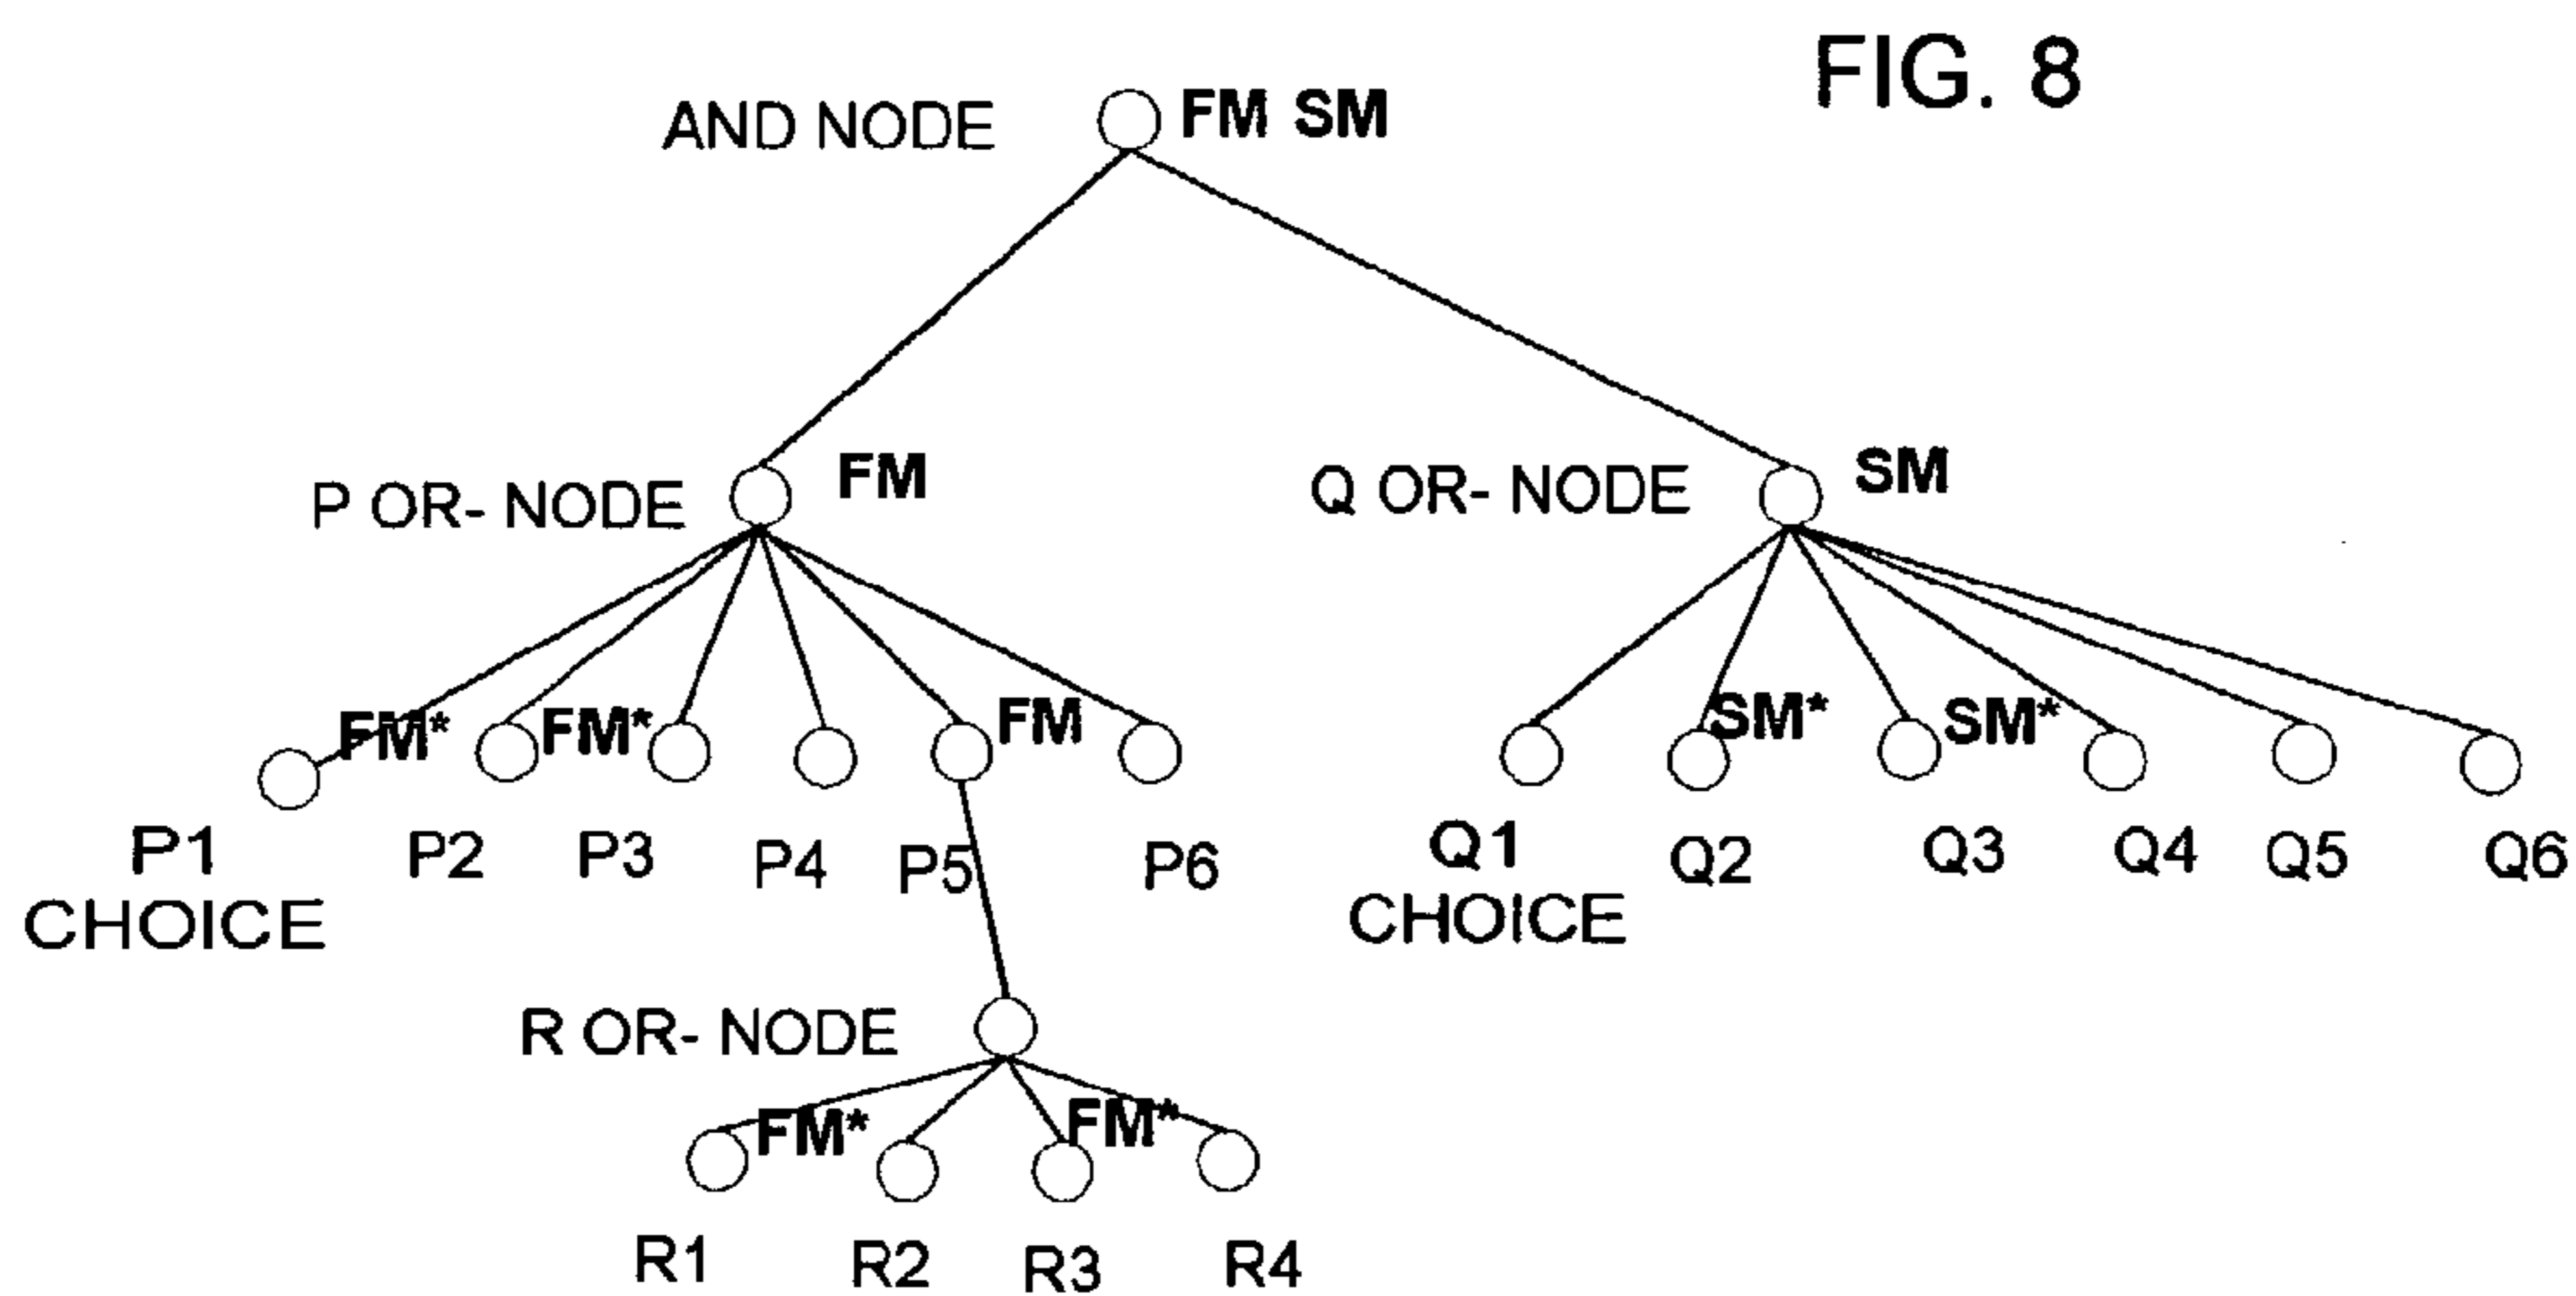 FIG. 8
AND NODE FM SM
P OR- NODE FM Q OR- NODE SM
FM* FM* FM SM* SM*
P1 P2 P3 P4 P5 P6 Q1 Q2 Q3 Q4 Q5 Q6
CHOICE CHOICE
R OR- NODE
FM* FM*
R1 R2 R3 R4